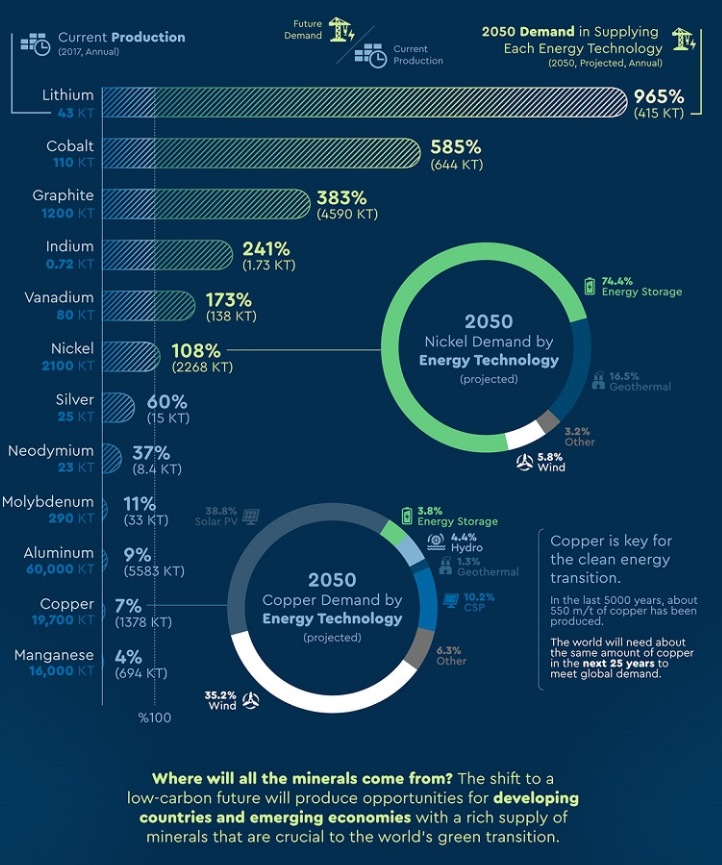 Current Production
(2017, Annual)
Future
Demand
Current
Production
2050 Demand in Supplying
Each Energy Technology
(2050, Projected, Annual)
Lithium
43 KT
965%
(415 KT)
Cobalt
110 KT
585%
(644 KT)
Graphite
1200 KT
383%
(4590 KT)
Indium
0.72 KT
241%
(1.73 KT)
Vanadium
80 KT
173%
(138 KT)
Nickel
2100 KT
108%
(2268 KT)
Silver
25 KT
60%
(15 KT)
Neodymium
23 KT
37%
(8.4 KT)
Molybdenum
290 KT
11%
(33 KT)
Aluminum
60,000 KT
9%
(5583 KT)
Copper
19,700 KT
7%
(1378 KT)
Manganese
16,000 KT
4%
(694 KT)
%100
2050
Nickel Demand by
Energy Technology
(projected)
74.4%
Energy Storage
16.5%
Geothermal
3.2%
Other
5.8%
Wind
2050
Copper Demand by
Energy Technology
(projected)
38.8%
Solar PV
3.8%
Energy Storage
4.4%
Hydro
1.3%
Geothermal
10.2%
CSP
6.3%
Other
35.2%
Wind
Copper is key for
the clean energy
transition.
In the last 5000 years, about
550 m/t of copper has been
produced.
The world will need about
the same amount of copper
in the next 25 years to
meet global demand.
Where will all the minerals come from? The shift to a
low-carbon future will produce opportunities for developing
countries and emerging economies with a rich supply of
minerals that are crucial to the world's green transition.